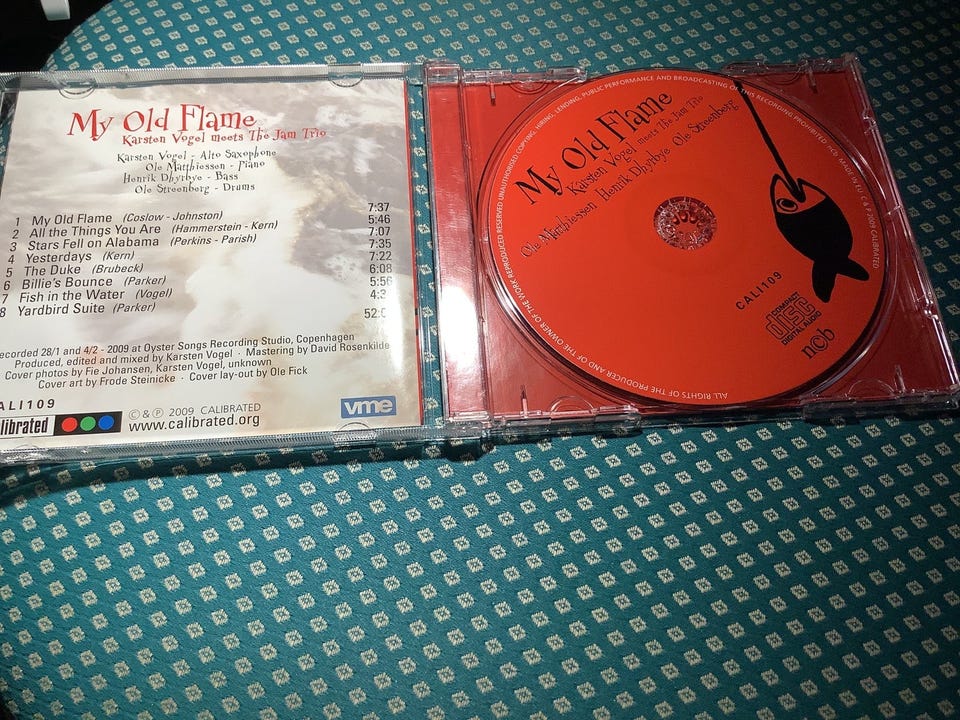 My Old Flame
Karsten Vogel meets The Jam Trio
Karsten Vogel - Alto Saxophone
Ole Matthiessen - Piano
Henrik Dhyrbye - Bass
Ole Streenberg - Drums
1 My Old Flame (Coslow - Johnston) 7:37
2 All the Things You Are (Hammerstein - Kern) 5:46
3 Stars Fell on Alabama (Perkins - Parish) 7:07
4 Yesterdays (Kern) 7:35
5 The Duke (Brubeck) 7:22
6 Billie's Bounce (Parker) 6:08
7 Fish in the Water (Vogel) 5:56
8 Yardbird Suite (Parker) 4:3
52:
ecorded 28/1 and 4/2 - 2009 at Oyster Songs Recording Studio, Copenhagen
Produced, edited and mixed by Karsten Vogel · Mastering by David Rosenkilde
Cover photos by Fie Johansen, Karsten Vogel, unknown
Cover art by Frode Steinicke · Cover lay-out by Ole Fick
CALI109
alibrated
© & ℗ 2009 CALIBRATED
www.calibrated.org
vme
ALL RIGHTS OF THE PRODUCER AND OF THE OWNER OF THE WORK REPRODUCED RESERVED UNAUTHORISED COPYING, HIRING, LENDING, PUBLIC PERFORMANCE AND BROADCASTING OF THIS RECORDING PROHIBITED ncb MADE IN EU © & ℗ 2009 CALIBRATED
My Old Flame
Karsten Vogel meets The Jam Trio
Ole Matthiessen Henrik Dhyrbye Ole Streenberg
CALI109
COMPACT
disc
DIGITAL AUDIO
n©b